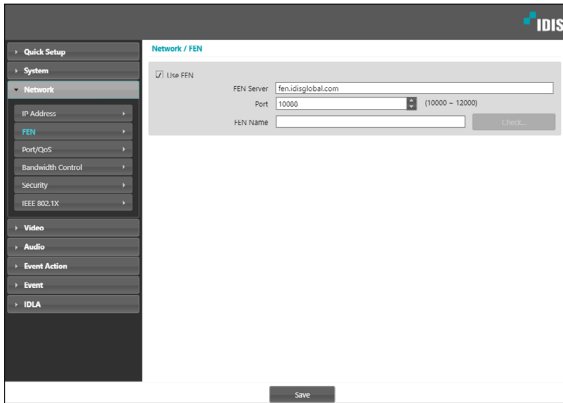 IDIS
Quick Setup
System
Network
IP Address
FEN
Port/QoS
Bandwidth Control
Security
IEEE 802.1X
Video
Audio
Event Action
Event
IDLA
Network / FEN
Use FEN
FEN Server fen.idisglobal.com
Port 10000 (10000 ~ 12000)
FEN Name Check...
Save